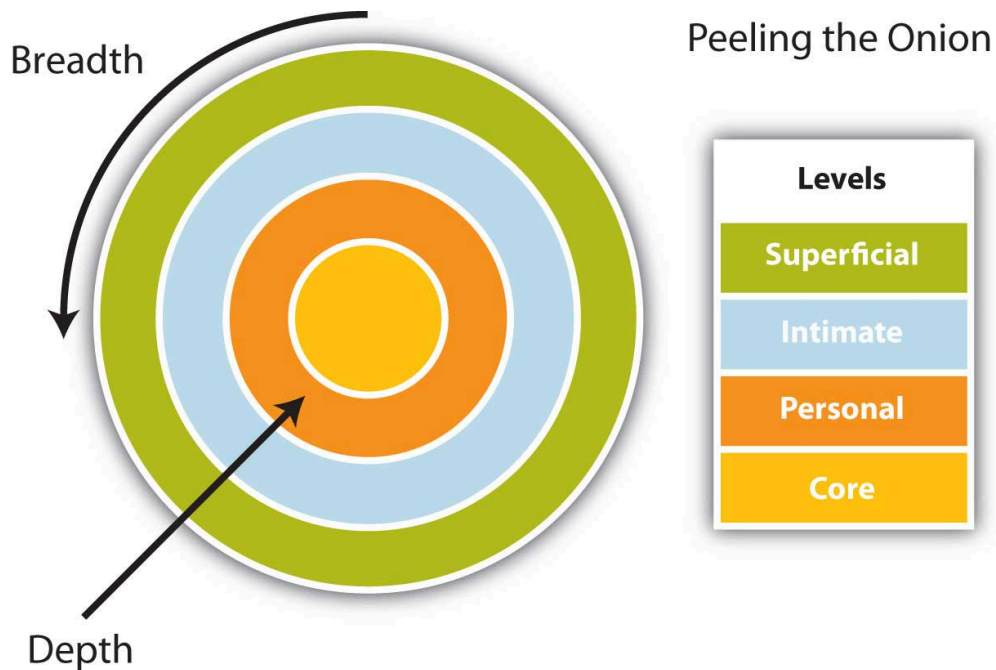 Peeling the Onion
Breadth
Levels
Superficial
Intimate
Personal
Core
Depth